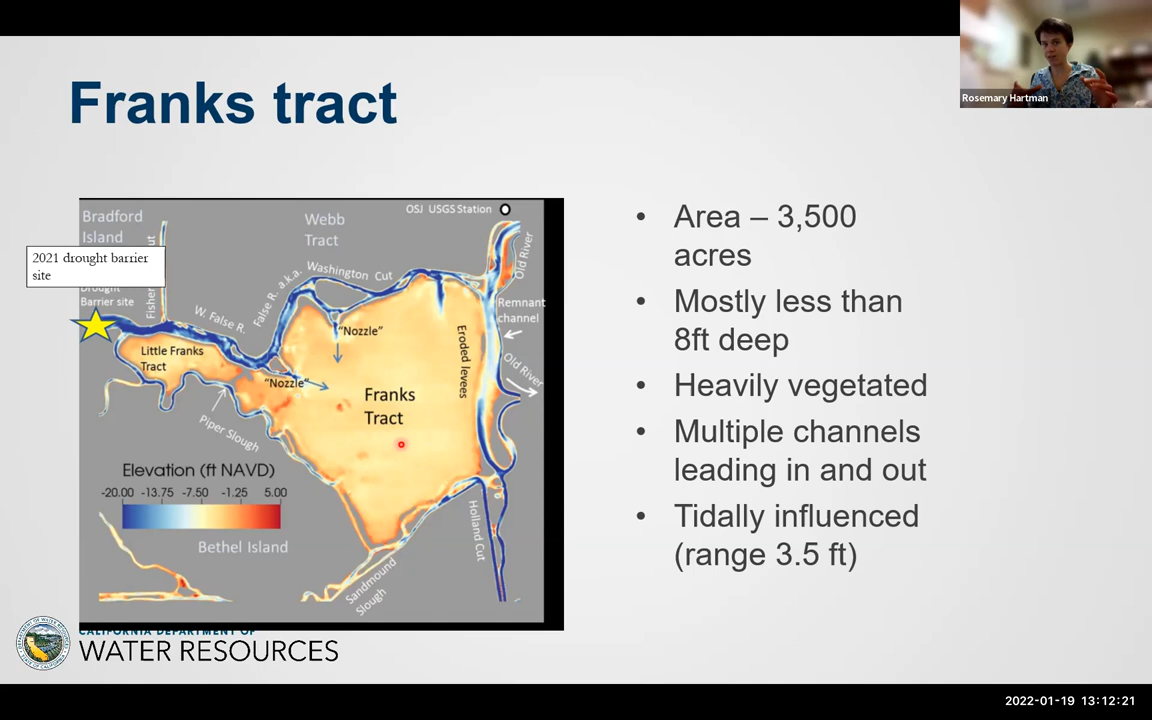 Rosemary Hartman
Franks tract
Bradford
Island
2021 drought barrier
site
Barrier site
W. False R.
False R. a.k.a.
Washington Cut
Webb
Tract
OSJ USGS Station
Old River
Remnant
channel
Old River
Eroded levees
"Nozzle"
"Nozzle"
Little Franks
Tract
Franks
Tract
Piper Slough
Elevation (ft NAVD)
-20.00 -13.75 -7.50 -1.25 5.00
Bethel Island
Sandmound
Slough
Holland Cut
• Area – 3,500
acres
• Mostly less than
8ft deep
• Heavily vegetated
• Multiple channels
leading in and out
• Tidally influenced
(range 3.5 ft)
CALIFORNIA DEPARTMENT OF
WATER RESOURCES
2022-01-19 13:12:21